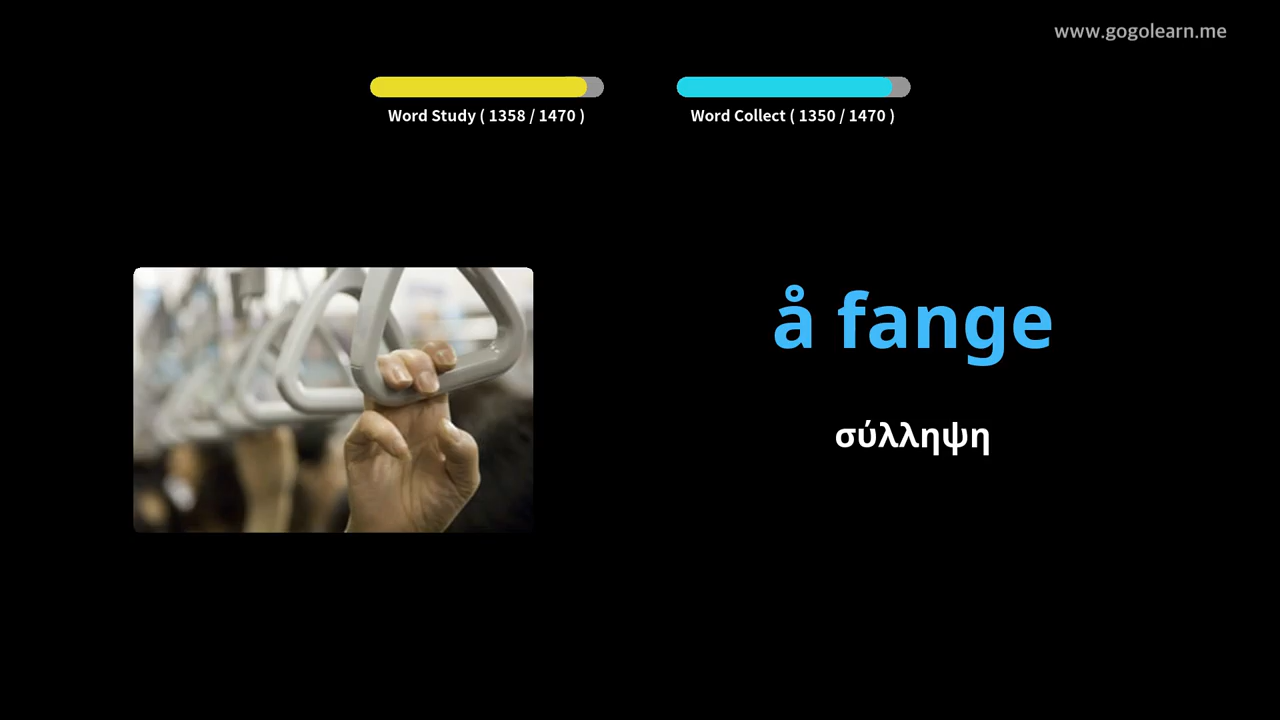 www.gogolearn.me
Word Study ( 1358 / 1470 )
Word Collect ( 1350 / 1470 )
å fange
σύλληψη